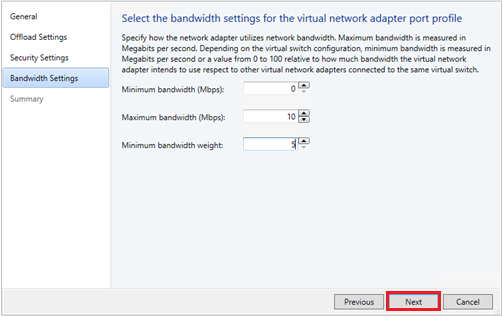 General
Offload Settings
Security Settings
Bandwidth Settings
Summary
Select the bandwidth settings for the virtual network adapter port profile
Specify how the network adapter utilizes network bandwidth. Maximum bandwidth is measured in
Megabits per second. Depending on the virtual switch configuration, minimum bandwidth is measured in
Megabits per second or a value from 0 to 100 relative to how much bandwidth the virtual network
adapter intends to use respect to other virtual network adapters connected to the same virtual switch.
Minimum bandwidth (Mbps): 0
Maximum bandwidth (Mbps): 10
Minimum bandwidth weight: 5
Previous Next Cancel